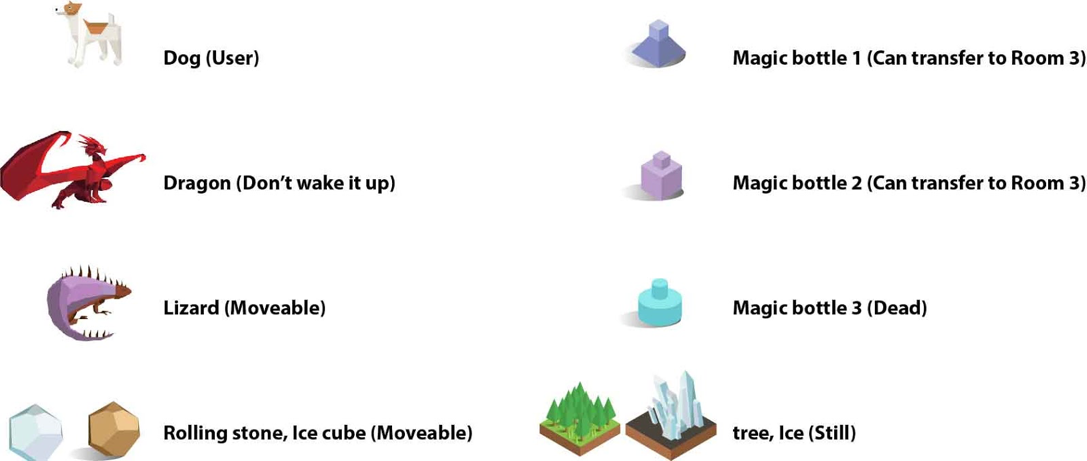 Dog (User)
Magic bottle 1 (Can transfer to Room 3)
Dragon (Don’t wake it up)
Magic bottle 2 (Can transfer to Room 3)
Lizard (Moveable)
Magic bottle 3 (Dead)
Rolling stone, Ice cube (Moveable)
tree, Ice (Still)